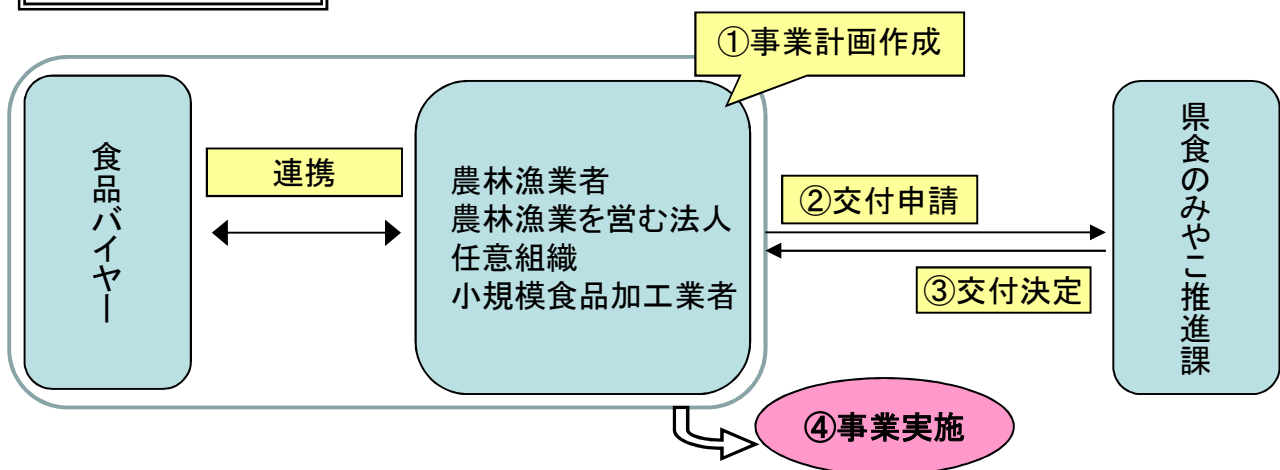 ①事業計画作成
食品バイヤー
連携
農林漁業者
農林漁業を営む法人
任意組織
小規模食品加工業者
②交付申請
③交付決定
県食のみやこ推進課
④事業実施